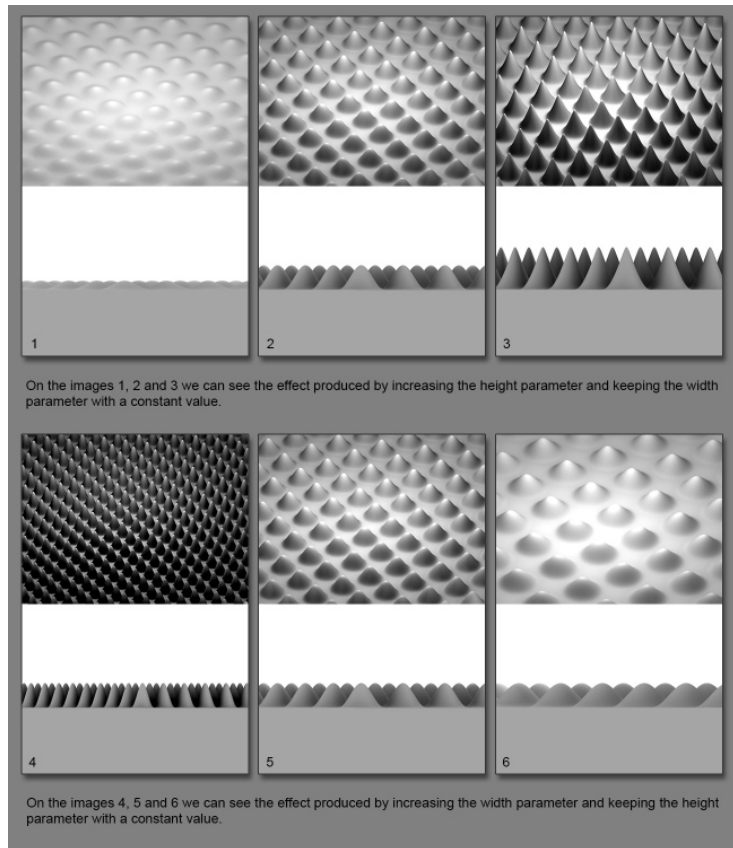 1
2
3
On the images 1, 2 and 3 we can see the effect produced by increasing the height parameter and keeping the width
parameter with a constant value.
4
5
6
On the images 4, 5 and 6 we can see the effect produced by increasing the width parameter and keeping the height
parameter with a constant value.